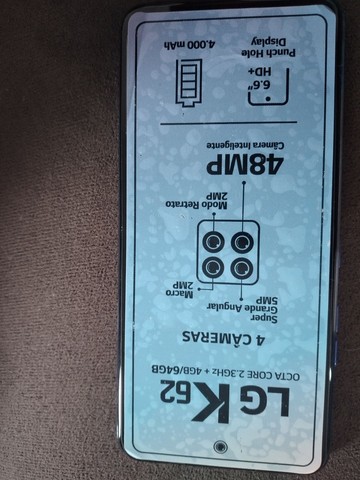 LG K62
OCTA CORE 2.3GHz + 4GB/64GB
4 CÂMERAS
Super
Grande Angular
5MP
Macro
2MP
Modo Retrato
2MP
48MP
Câmera Inteligente
6.6”
HD+
Punch Hole
Display
4.000 mAh